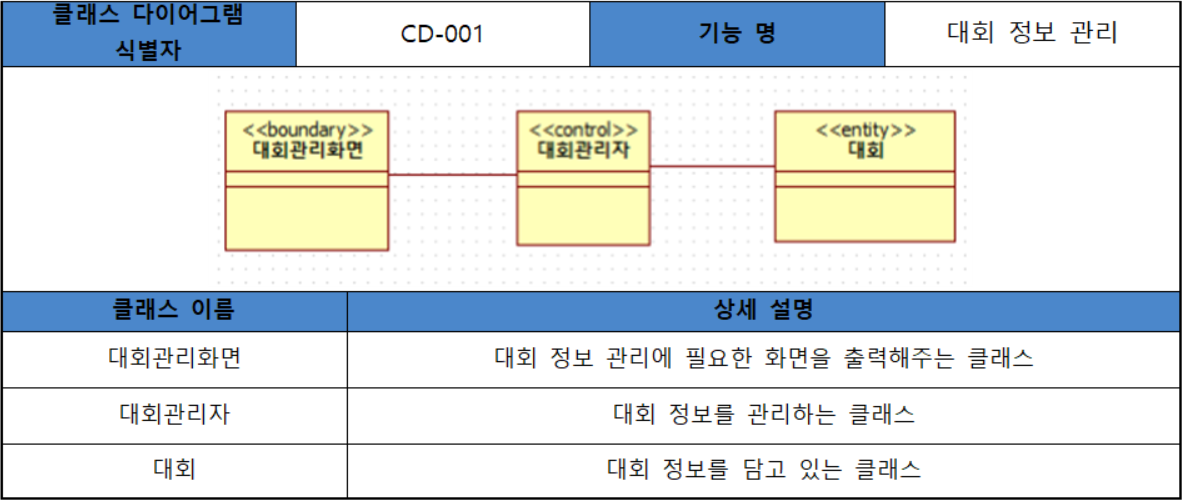 클래스 다이어그램
식별자
CD-001
기능 명
대회 정보 관리
<<boundary>>
대회관리화면
<<control>>
대회관리자
<<entity>>
대회
클래스 이름
상세 설명
대회관리화면
대회 정보 관리에 필요한 화면을 출력해주는 클래스
대회관리자
대회 정보를 관리하는 클래스
대회
대회 정보를 담고 있는 클래스